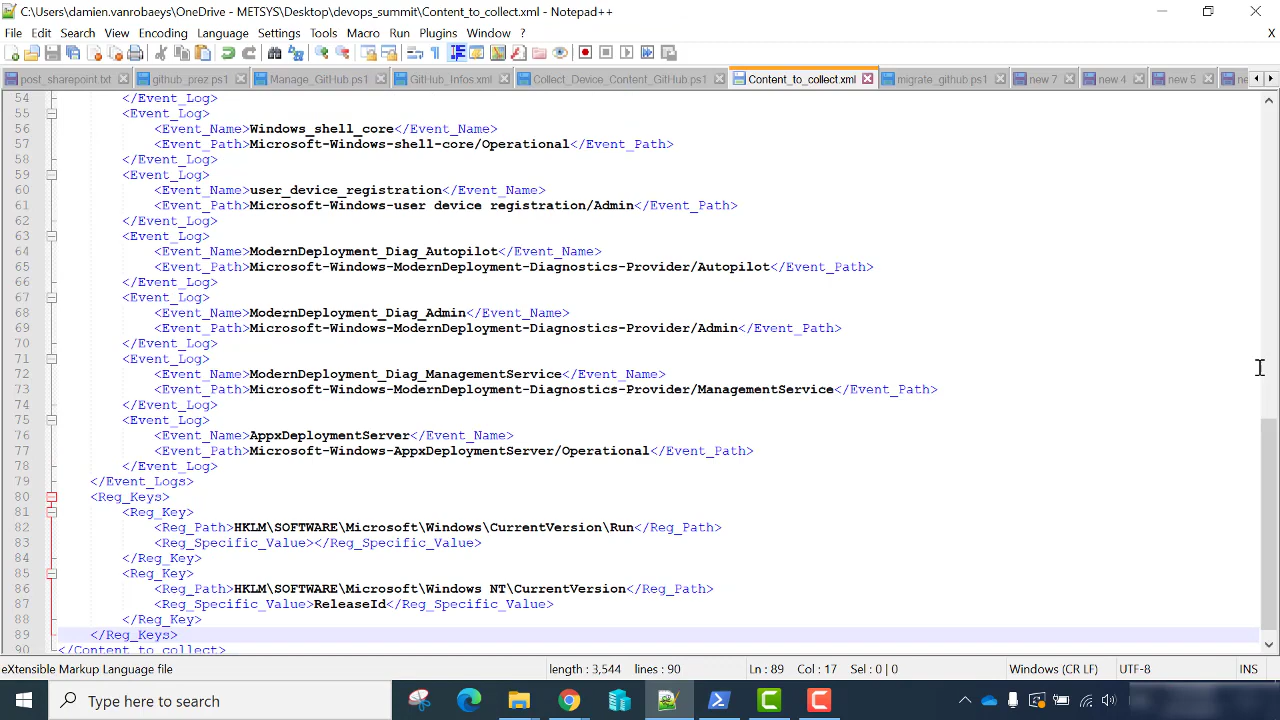 C:\Users\damien.vanrobaeys\OneDrive - METSYS\Desktop\devops_summit\Content_to_collect.xml - Notepad++
File Edit Search View Encoding Language Settings Tools Macro Run Plugins Window ? X
post_sharepoint.txt github_prez.ps1 Manage_GitHub.ps1 GitHub_Infos.xml Collect_Device_Content_GitHub.ps1 Content_to_collect.xml migrate_github.ps1 new 7 new 4 new 5
54 </Event_Log>
55 <Event_Log>
56 <Event_Name>Windows_shell_core</Event_Name>
57 <Event_Path>Microsoft-Windows-shell-core/Operational</Event_Path>
58 </Event_Log>
59 <Event_Log>
60 <Event_Name>user_device_registration</Event_Name>
61 <Event_Path>Microsoft-Windows-user device registration/Admin</Event_Path>
62 </Event_Log>
63 <Event_Log>
64 <Event_Name>ModernDeployment_Diag_Autopilot</Event_Name>
65 <Event_Path>Microsoft-Windows-ModernDeployment-Diagnostics-Provider/Autopilot</Event_Path>
66 </Event_Log>
67 <Event_Log>
68 <Event_Name>ModernDeployment_Diag_Admin</Event_Name>
69 <Event_Path>Microsoft-Windows-ModernDeployment-Diagnostics-Provider/Admin</Event_Path>
70 </Event_Log>
71 <Event_Log>
72 <Event_Name>ModernDeployment_Diag_ManagementService</Event_Name>
73 <Event_Path>Microsoft-Windows-ModernDeployment-Diagnostics-Provider/ManagementService</Event_Path>
74 </Event_Log>
75 <Event_Log>
76 <Event_Name>AppxDeploymentServer</Event_Name>
77 <Event_Path>Microsoft-Windows-AppxDeploymentServer/Operational</Event_Path>
78 </Event_Log>
79 </Event_Logs>
80 <Reg_Keys>
81 <Reg_Key>
82 <Reg_Path>HKLM\SOFTWARE\Microsoft\Windows\CurrentVersion\Run</Reg_Path>
83 <Reg_Specific_Value></Reg_Specific_Value>
84 </Reg_Key>
85 <Reg_Key>
86 <Reg_Path>HKLM\SOFTWARE\Microsoft\Windows NT\CurrentVersion</Reg_Path>
87 <Reg_Specific_Value>ReleaseId</Reg_Specific_Value>
88 </Reg_Key>
89 </Reg_Keys>
90 </Content_to_collect>
eXtensible Markup Language file length : 3,544 lines : 90 Ln : 89 Col : 17 Sel : 0 | 0 Windows (CR LF) UTF-8 INS
Type here to search